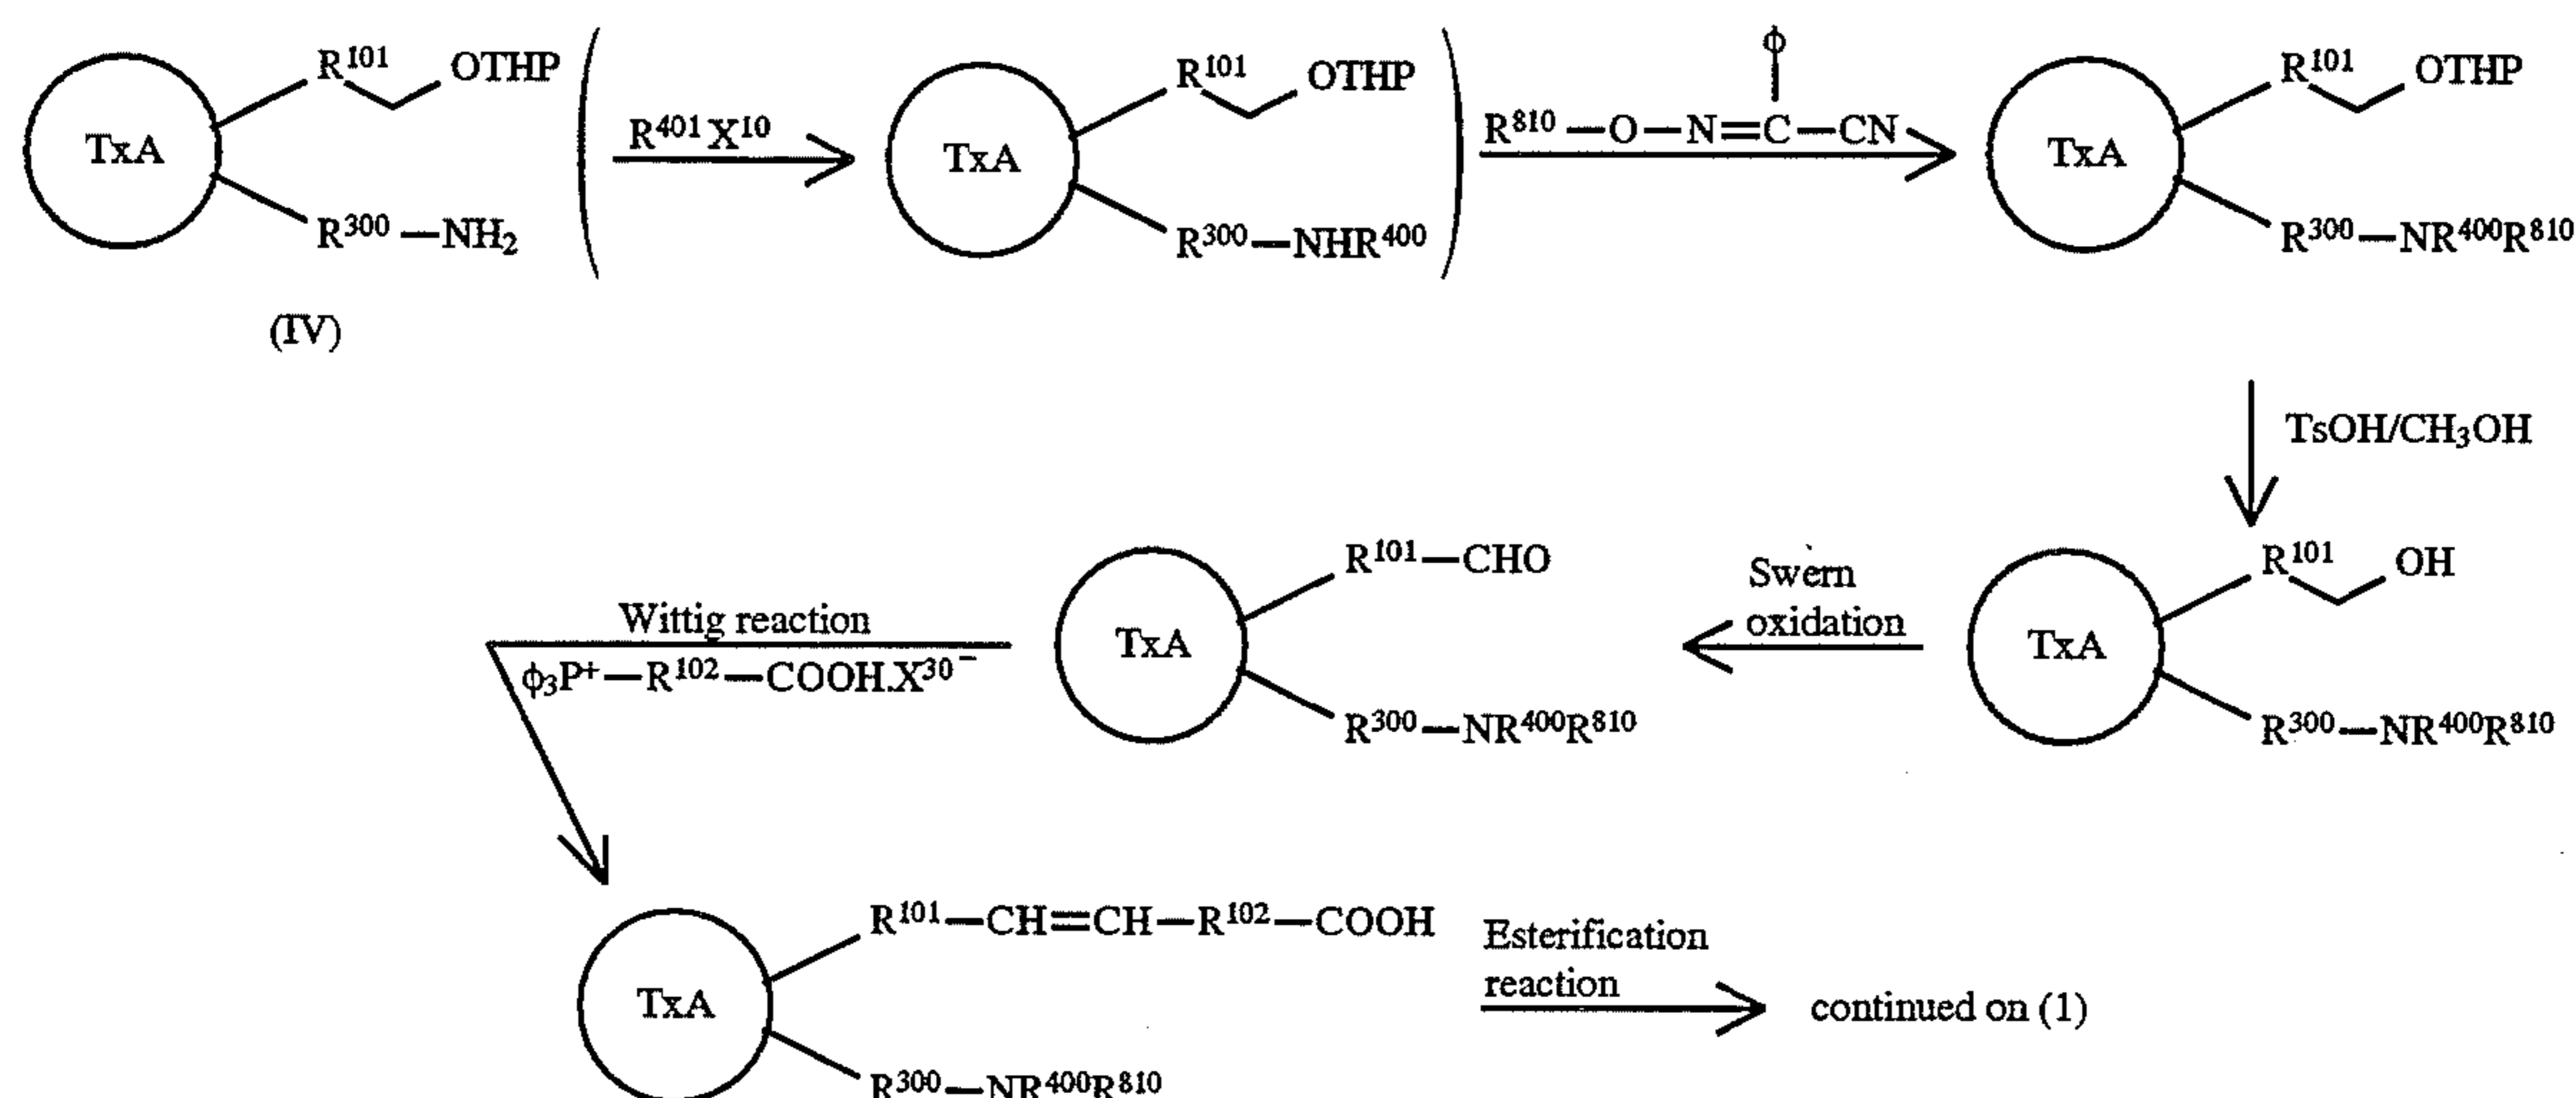 TxA R¹⁰¹ OTHP
R³⁰⁰—NH₂
(IV)
R⁴⁰¹X¹⁰
TxA R¹⁰¹ OTHP
R³⁰⁰—NHR⁴⁰⁰
ϕ
R⁸¹⁰—O—N=C—CN
TxA R¹⁰¹ OTHP
R³⁰⁰—NR⁴⁰⁰R⁸¹⁰
TsOH/CH₃OH
TxA R¹⁰¹ OH
R³⁰⁰—NR⁴⁰⁰R⁸¹⁰
Swern
oxidation
TxA R¹⁰¹—CHO
R³⁰⁰—NR⁴⁰⁰R⁸¹⁰
Wittig reaction
ϕ₃P⁺—R¹⁰²—COOH.X³⁰⁻
TxA R¹⁰¹—CH=CH—R¹⁰²—COOH
R³⁰⁰—NR⁴⁰⁰R⁸¹⁰
Esterification
reaction
continued on (1)